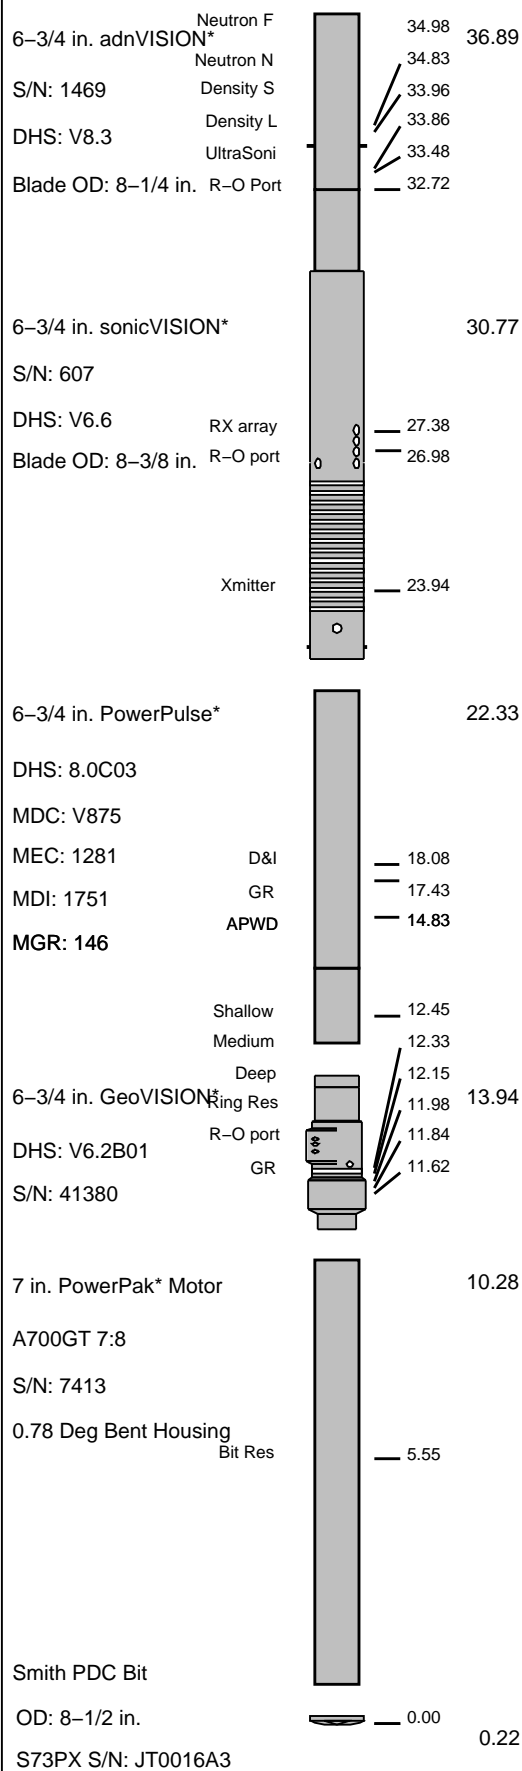 Neutron F 34.98
6–3/4 in. adnVISION* 36.89
Neutron N 34.83
S/N: 1469 Density S 33.96
Density L 33.86
DHS: V8.3
UltraSoni 33.48
Blade OD: 8–1/4 in. R–O Port 32.72
6–3/4 in. sonicVISION* 30.77
S/N: 607
DHS: V6.6 RX array 27.38
Blade OD: 8–3/8 in. R–O port 26.98
Xmitter 23.94
6–3/4 in. PowerPulse* 22.33
DHS: 8.0C03
MDC: V875
MEC: 1281 D&I 18.08
MDI: 1751 GR 17.43
APWD 14.83
MGR: 146
Shallow 12.45
Medium 12.33
Deep 12.15
6–3/4 in. GeoVISION* Ring Res 11.98 13.94
R–O port 11.84
DHS: V6.2B01
GR 11.62
S/N: 41380
7 in. PowerPak* Motor 10.28
A700GT 7:8
S/N: 7413
0.78 Deg Bent Housing
Bit Res 5.55
Smith PDC Bit
OD: 8–1/2 in. 0.00
0.22
S73PX S/N: JT0016A3